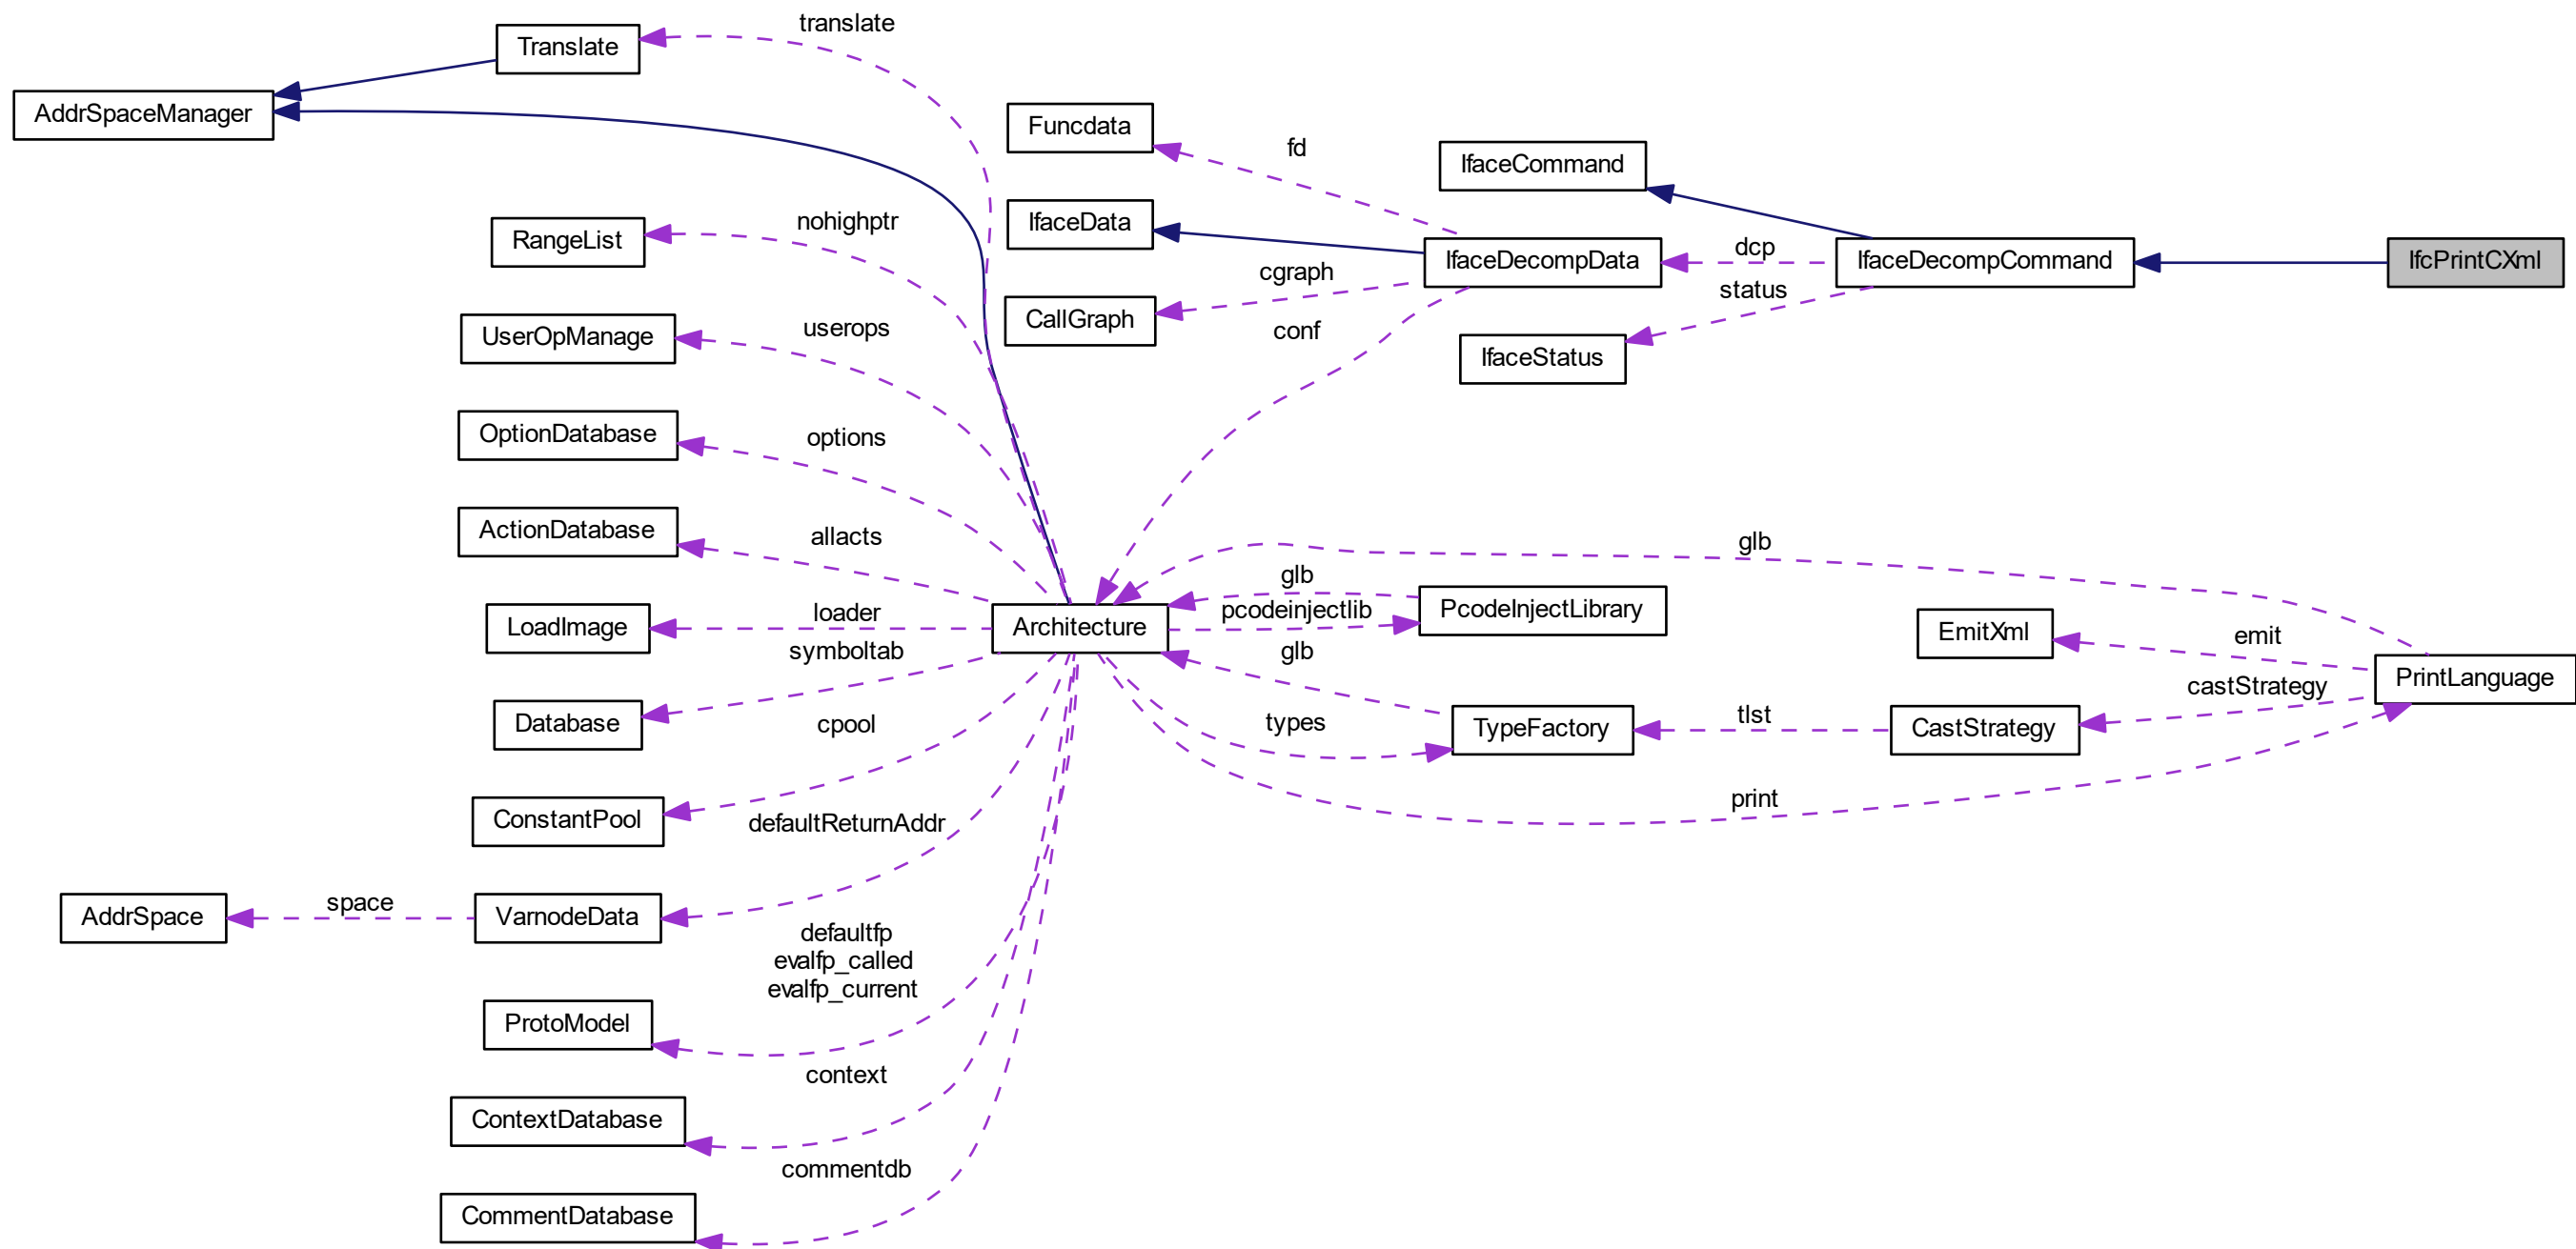 translate
Translate
AddrSpaceManager
Funcdata
fd
IfaceCommand
nohighptr
RangeList
IfaceData
IfaceDecompData
dcp
IfaceDecompCommand
IfcPrintCXml
cgraph
status
CallGraph
conf
userops
UserOpManage
IfaceStatus
OptionDatabase
options
ActionDatabase
allacts
glb
glb
loader
LoadImage
Architecture
pcodeinjectlib
PcodeInjectLibrary
EmitXml
emit
symboltab
glb
PrintLanguage
castStrategy
Database
cpool
types
TypeFactory
tlst
CastStrategy
print
ConstantPool
defaultReturnAddr
AddrSpace
space
VarnodeData
defaultfp
evalfp_called
evalfp_current
ProtoModel
context
ContextDatabase
commentdb
CommentDatabase